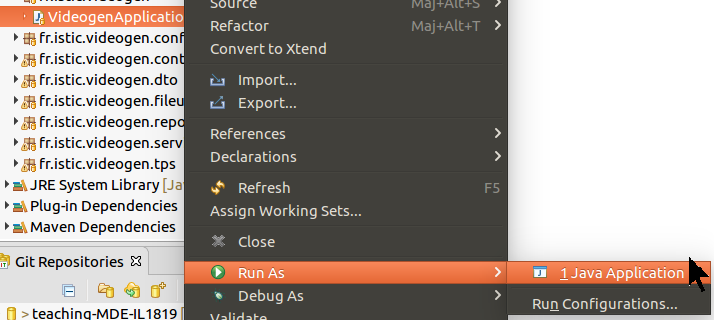 VideogenApplicatio
fr.istic.videogen.conf
fr.istic.videogen.cont
fr.istic.videogen.dto
fr.istic.videogen.fileu
fr.istic.videogen.repo
fr.istic.videogen.serv
fr.istic.videogen.tps
JRE System Library [Jav
Plug-in Dependencies
Maven Dependencies
Git Repositories
> teaching-MDE-IL1819 [
Source Maj+Alt+S
Refactor Maj+Alt+T
Convert to Xtend
Import...
Export...
References
Declarations
Refresh F5
Assign Working Sets...
Close
Run As
Debug As
Validate
1 Java Application
Run Configurations...